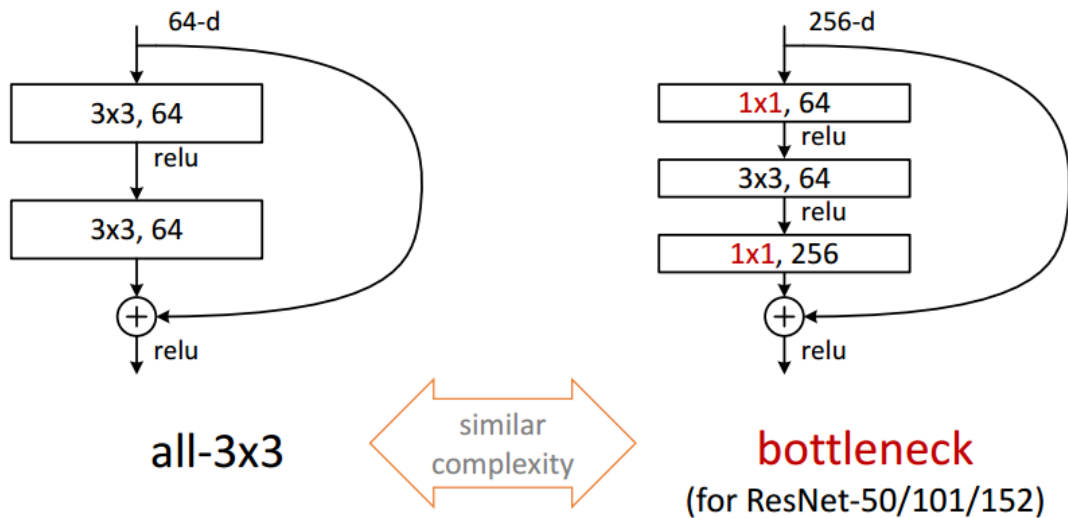 64-d
3x3, 64
relu
3x3, 64
relu
all-3x3
similar
complexity
256-d
1x1, 64
relu
3x3, 64
relu
1x1, 256
relu
bottleneck
(for ResNet-50/101/152)